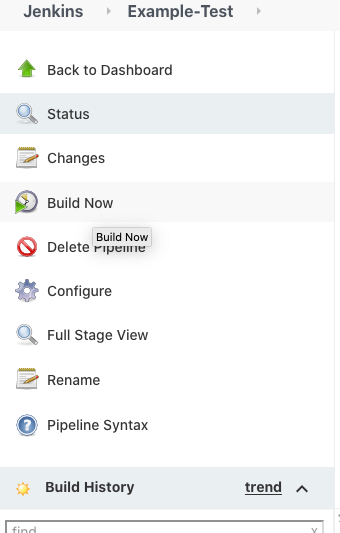 Jenkins Example-Test
Back to Dashboard
Status
Changes
Build Now
Build Now
Delete Pipeline
Configure
Full Stage View
Rename
Pipeline Syntax
Build History trend
find x